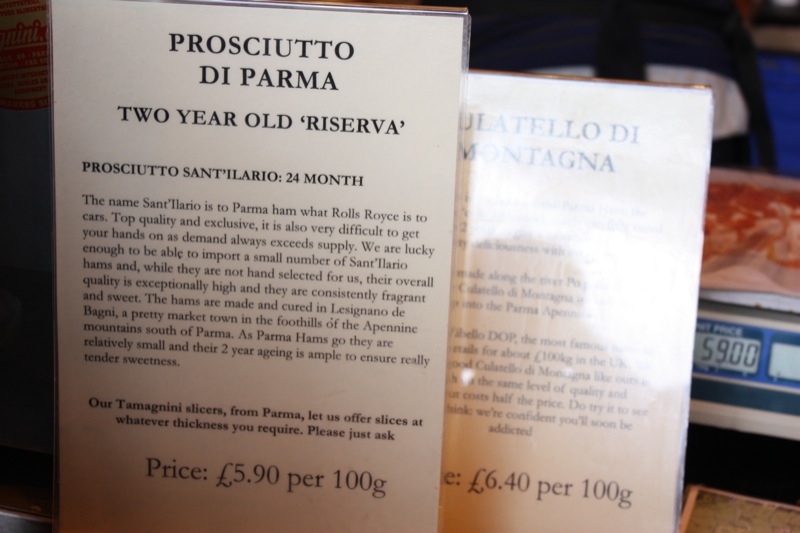 PROSCIUTTO
DI PARMA
TWO YEAR OLD ‘RISERVA’
PROSCIUTTO SANT'ILARIO: 24 MONTH
The name Sant'Ilario is to Parma ham what Rolls Royce is to
cars. Top quality and exclusive, it is also very difficult to get
your hands on as demand always exceeds supply. We are lucky
enough to be able to import a small number of Sant'Ilario
hams and, while they are not hand selected for us, their overall
quality is exceptionally high and they are consistently fragrant
and sweet. The hams are made and cured in Lesignano de
Bagni, a pretty market town in the foothills of the Apennine
mountains south of Parma. As Parma Hams go they are
relatively small and their 2 year ageing is ample to ensure really
tender sweetness.
Our Tamagnini slicers, from Parma, let us offer slices at
whatever thickness you require. Please just ask
Price: £5.90 per 100g
ULATELLO DI
MONTAGNA
deliciousness with
made along the river Po
Culatello di Montagna
into the Parma Apenn
ibello DOP, the most famous
retails for about £100kg in the UK.
ood Culatello di Montagna like ours
the same level of quality and
costs half the price. Do try it to see
hink: we're confident you'll soon be
addicted
e: £6.40 per 100g
UNIT PRICE
59.00